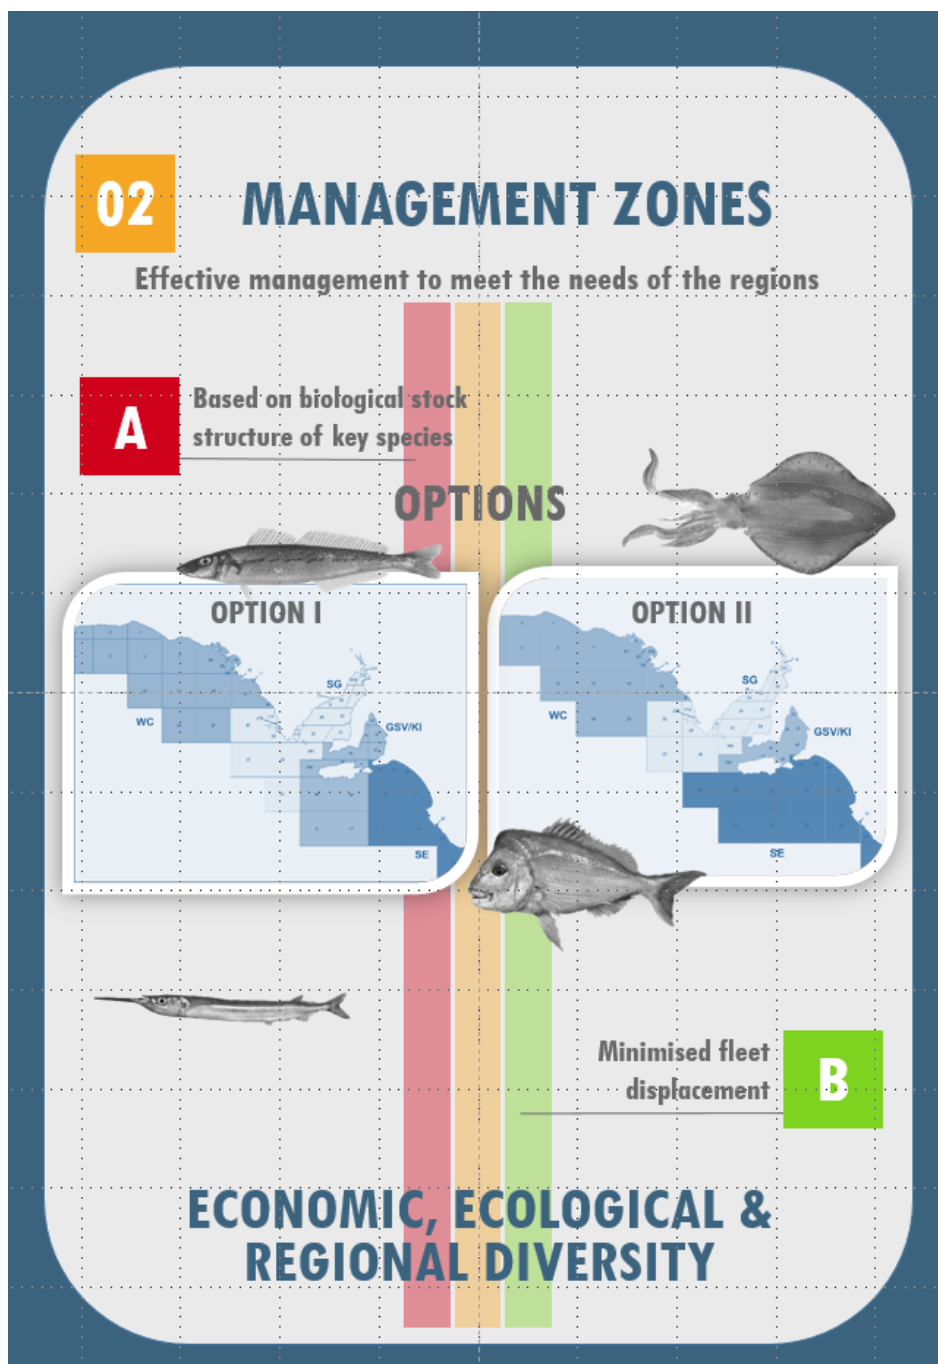 02
MANAGEMENT ZONES
Effective management to meet the needs of the regions
A
Based on biological stock
structure of key species
OPTIONS
OPTION I
SG
WC
GSV/KI
SE
OPTION II
SG
WC
GSV/KI
SE
Minimised fleet
displacement
B
ECONOMIC, ECOLOGICAL &
REGIONAL DIVERSITY